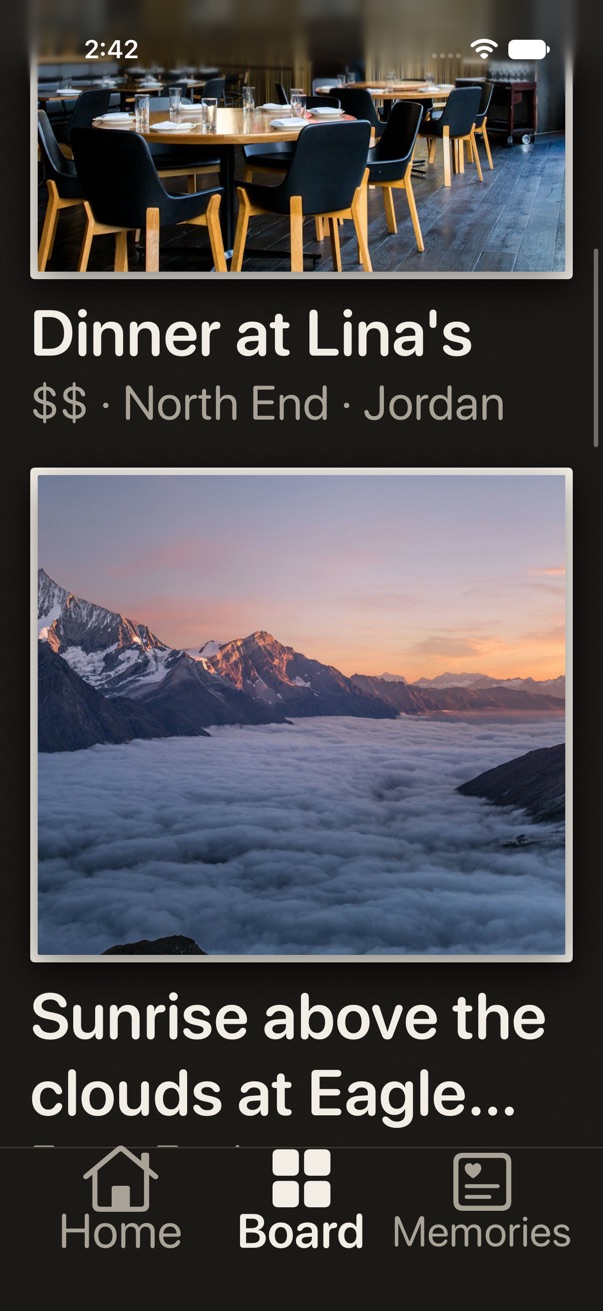 2:42
Dinner at Lina's
$$ · North End · Jordan
Sunrise above the
clouds at Eagle...
Home
Board
Memories